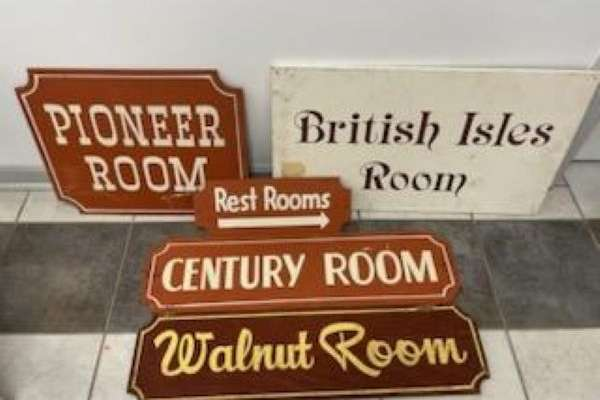 PIONEER
ROOM
British Isles
Room
Rest Rooms
CENTURY ROOM
Walnut Room